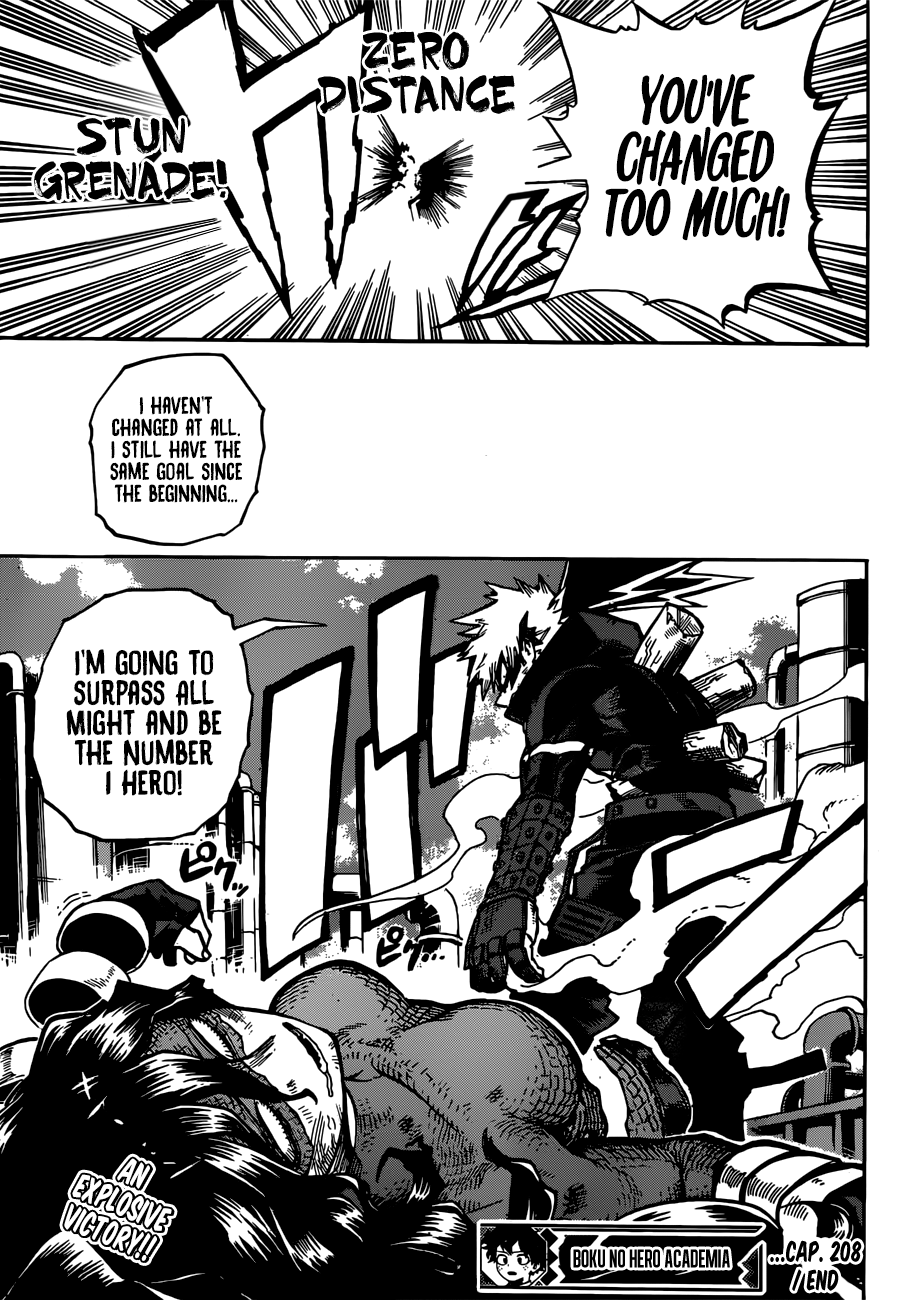 YOU'VE
CHANGED
TOO MUCH!
ZERO
DISTANCE
STUN
GRENADE!
I HAVEN'T
CHANGED AT ALL.
I STILL HAVE THE
SAME GOAL SINCE
THE BEGINNING...
I'M GOING TO
SURPASS ALL
MIGHT AND BE
THE NUMBER
1 HERO!
ピクッ
ピク...
AN
EXPLOSIVE
VICTORY!!
BOKU NO HERO ACADEMIA
...CAP. 208
/ END